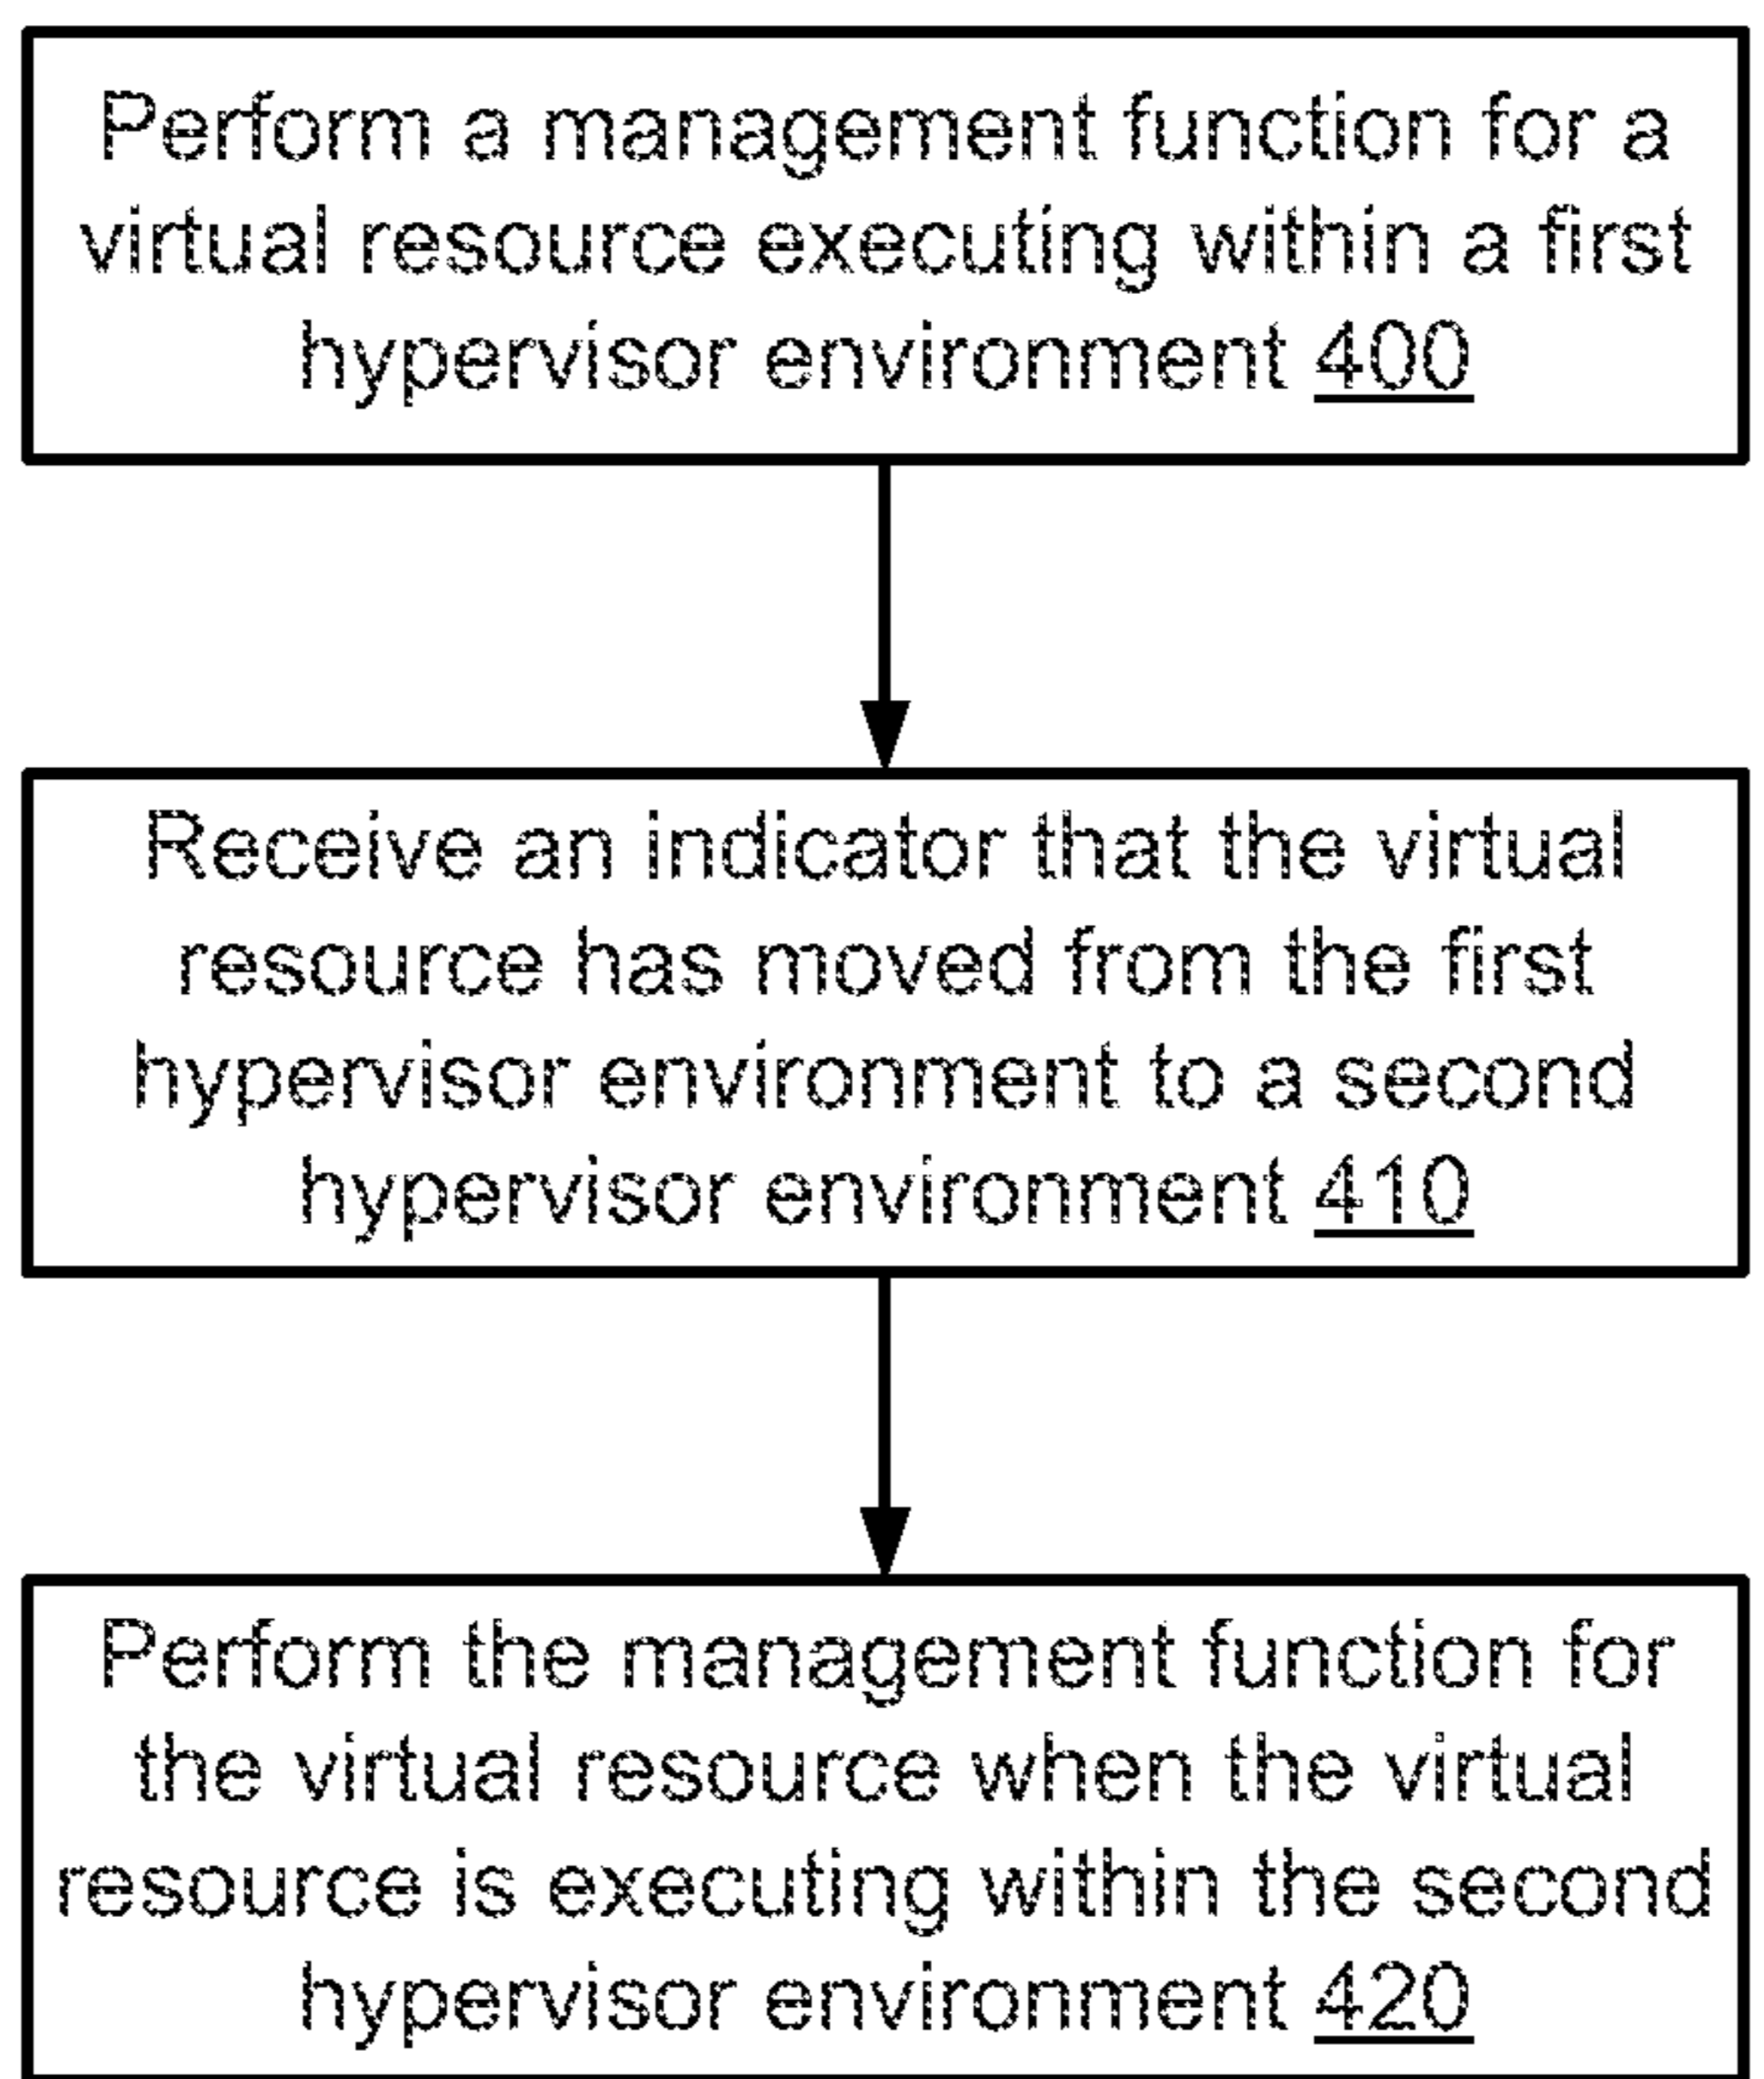 Perform a management function for a
virtual resource executing within a first
hypervisor environment 400
Receive an indicator that the virtual
resource has moved from the first
hypervisor environment to a second
hypervisor environment 410
Perform the management function for
the virtual resource when the virtual
resource is executing within the second
hypervisor environment 420